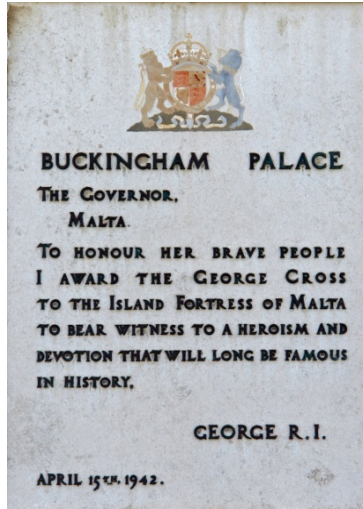 BUCKINGHAM PALACE
THE GOVERNOR,
MALTA.
TO HONOUR HER BRAVE PEOPLE
I AWARD THE GEORGE CROSS
TO THE ISLAND FORTRESS OF MALTA
TO BEAR WITNESS TO A HEROISM AND
DEVOTION THAT WILL LONG BE FAMOUS
IN HISTORY,
GEORGE R.I.
APRIL 15TH, 1942.